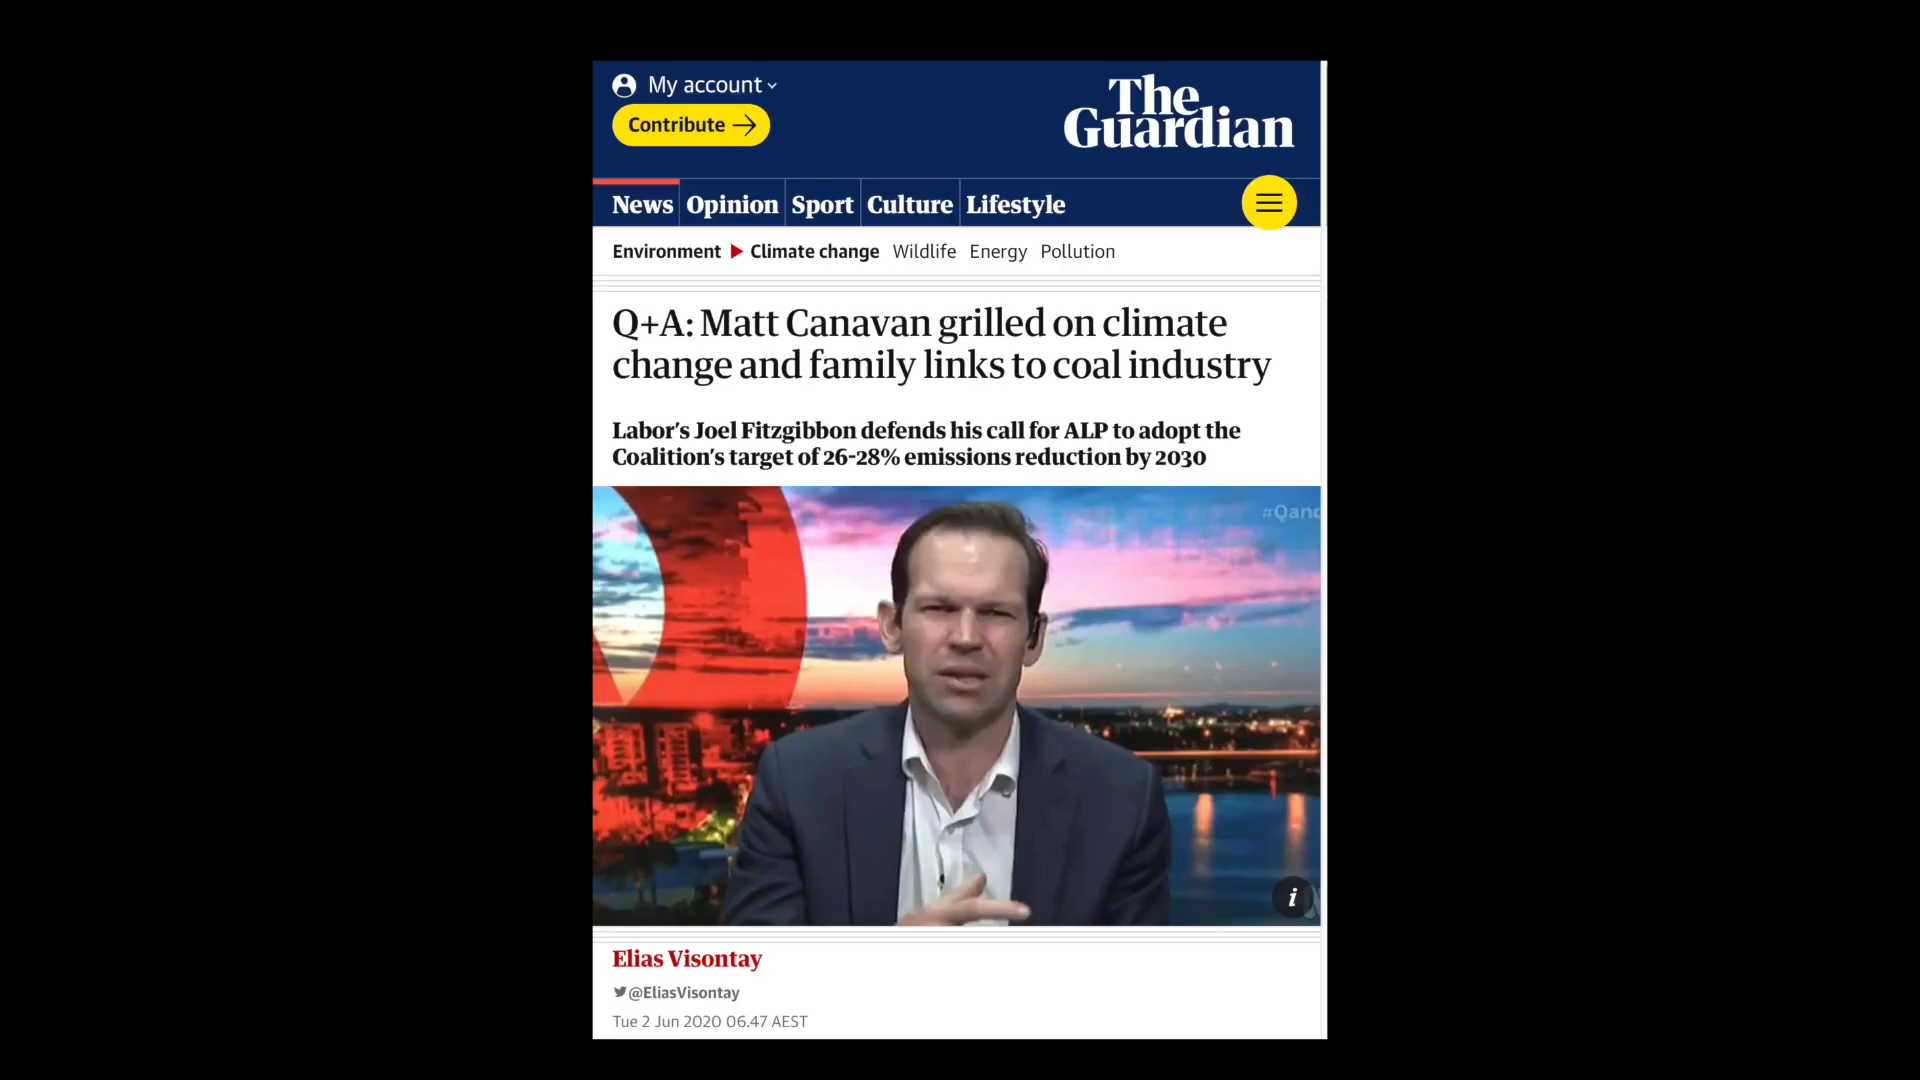 My account
Contribute
The
Guardian
News Opinion Sport Culture Lifestyle
Environment Climate change Wildlife Energy Pollution
Q+A: Matt Canavan grilled on climate
change and family links to coal industry
Labor's Joel Fitzgibbon defends his call for ALP to adopt the
Coalition's target of 26-28% emissions reduction by 2030
#Qand
i
Elias Visontay
@EliasVisontay
Tue 2 Jun 2020 06.47 AEST